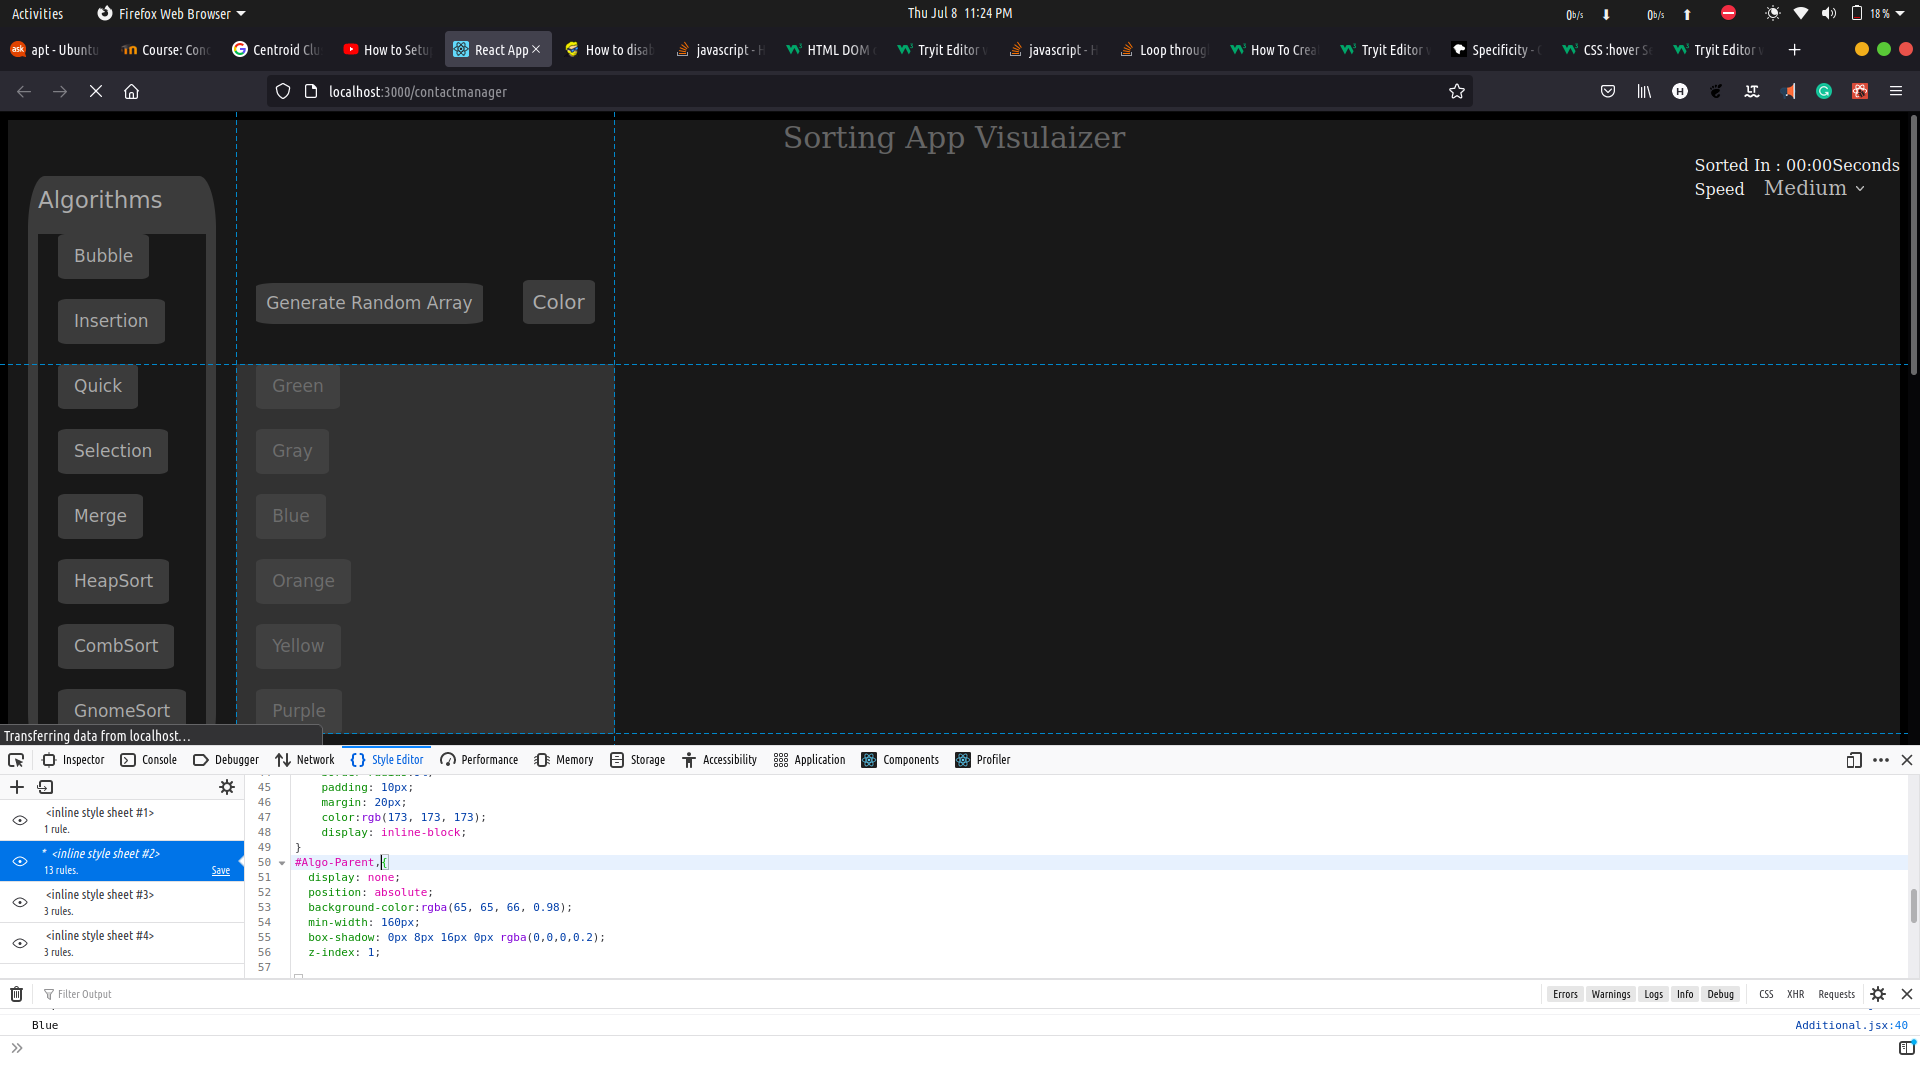 Activities
Firefox Web Browser
Thu Jul 8 11:24 PM
0b/s
0b/s
18 %
apt - Ubuntu
Course: Con
Centroid Clu
How to Setu
React App
How to disab
javascript - H
HTML DOM
Tryit Editor v
javascript - H
Loop throug
How To Crea
Tryit Editor v
Specificity -
CSS :hover Se
Tryit Editor v
localhost:3000/contactmanager
Sorting App Visulaizer
Sorted In : 00:00Seconds
Speed Medium
Algorithms
Bubble
Insertion
Quick
Selection
Merge
HeapSort
CombSort
GnomeSort
Generate Random Array
Color
Green
Gray
Blue
Orange
Yellow
Purple
Transferring data from localhost…
Inspector
Console
Debugger
Network
Style Editor
Performance
Memory
Storage
Accessibility
Application
Components
Profiler
<inline style sheet #1>
1 rule.
* <inline style sheet #2>
13 rules.
Save
<inline style sheet #3>
3 rules.
<inline style sheet #4>
3 rules.
45 padding: 10px;
46 margin: 20px;
47 color:rgb(173, 173, 173);
48 display: inline-block;
49 }
50 #Algo-Parent,{
51 display: none;
52 position: absolute;
53 background-color:rgba(65, 65, 66, 0.98);
54 min-width: 160px;
55 box-shadow: 0px 8px 16px 0px rgba(0,0,0,0.2);
56 z-index: 1;
57
Filter Output
Errors
Warnings
Logs
Info
Debug
CSS
XHR
Requests
Blue
Additional.jsx:40